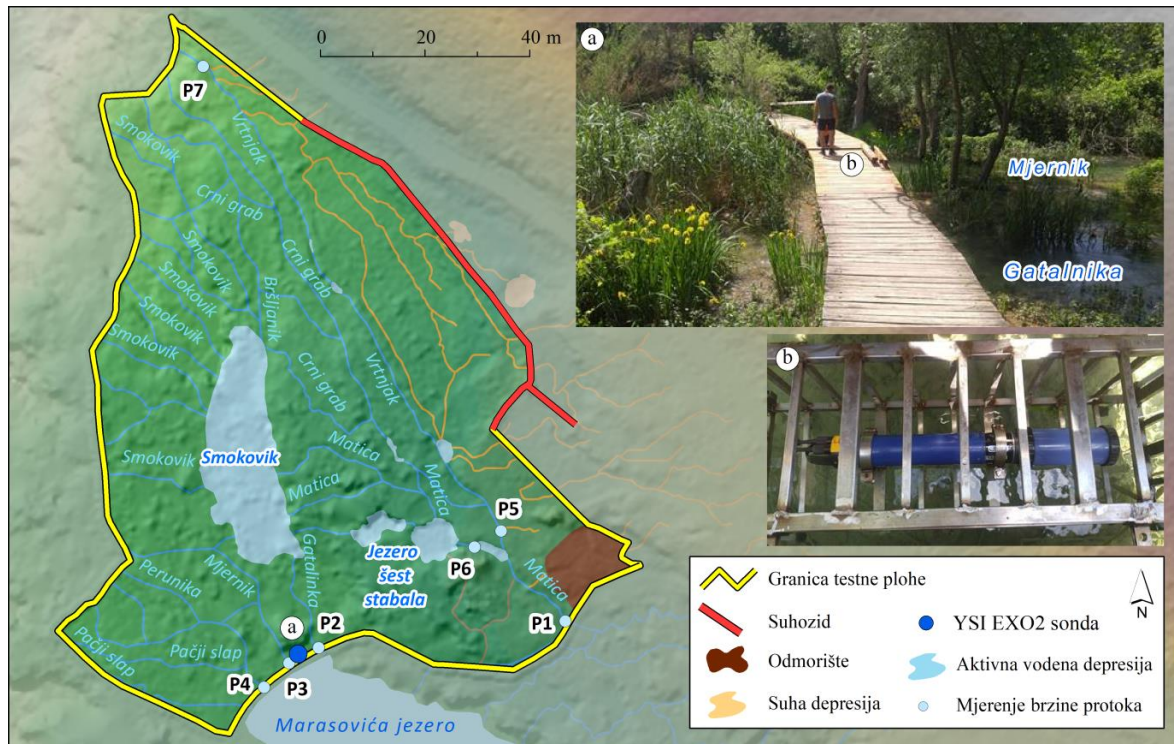 0
40 m
P7
Vrtnjak
Smokovik
Crni grab
Crni grab
Smokovik
Bršljanik
Smokovik
Smokovik
Smokovik
Crni grab
Vrtnjak
Smokovik
Smokovik
Matica
Matica
Matica
P5
P6
Jezero
šest
stabala
Matica
P1
Gatalinka
Mjernik
Perunika
Pačji slap
Pačji slap
a
P2
P3
P4
Marasovića jezero
a
b
Mjernik
Gatalnika
b
Granica testne plohe
Suhozid
Odmorište
Suha depresija
N
YSI EXO2 sonda
Aktivna vodena depresija
Mjerenje brzine protoka